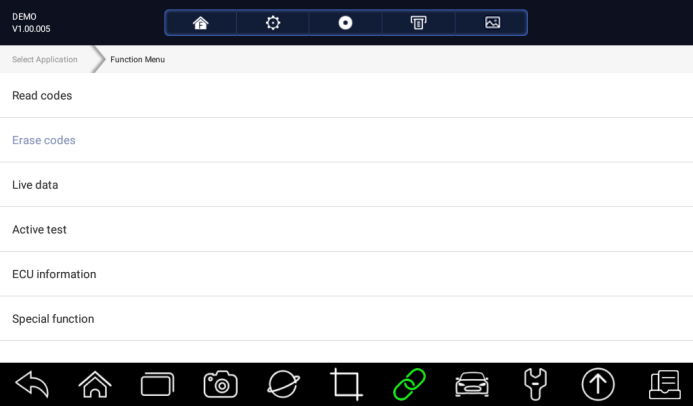 DEMO
V1.00.005
Select Application
Function Menu
Read codes
Erase codes
Live data
Active test
ECU information
Special function